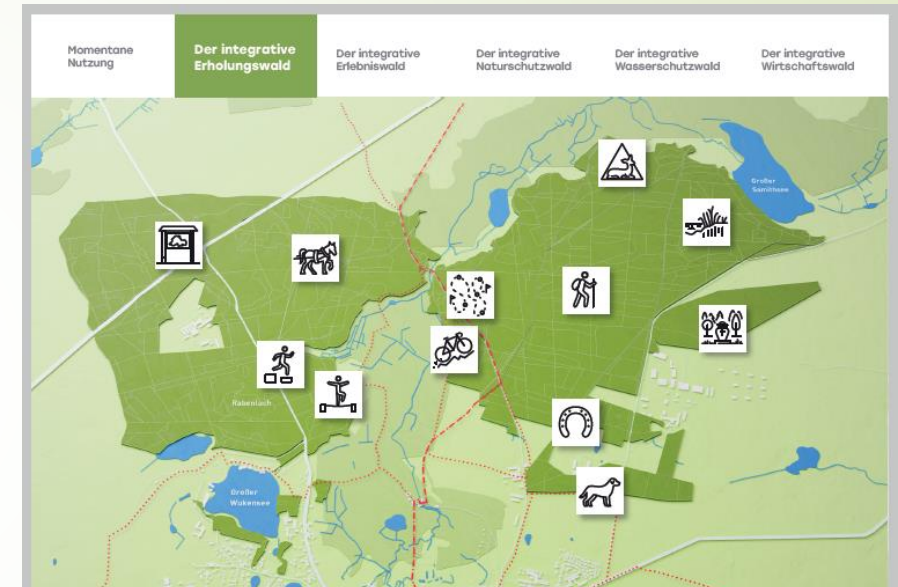 Momentane
Nutzung
Der integrative
Erholungswald
Der integrative
Erlebniswald
Der integrative
Naturschutzwald
Der integrative
Wasserschutzwald
Der integrative
Wirtschaftswald
Großer
Samithsee
Rabenluch
Großer
Wukensee